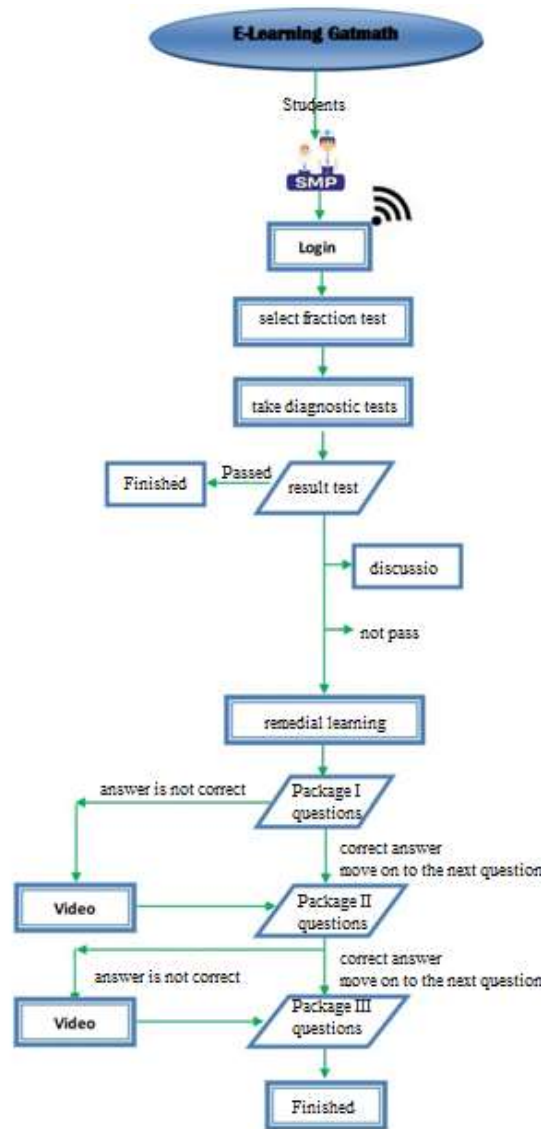 E-Learning Gatmath
Students
SMP
Login
select fraction test
take diagnostic tests
Passed
Finished
result test
discussio
not pass
remedial learning
answer is not correct
Package I
questions
correct answer
move on to the next question
Video
Package II
questions
correct answer
move on to the next question
answer is not correct
Video
Package III
questions
Finished